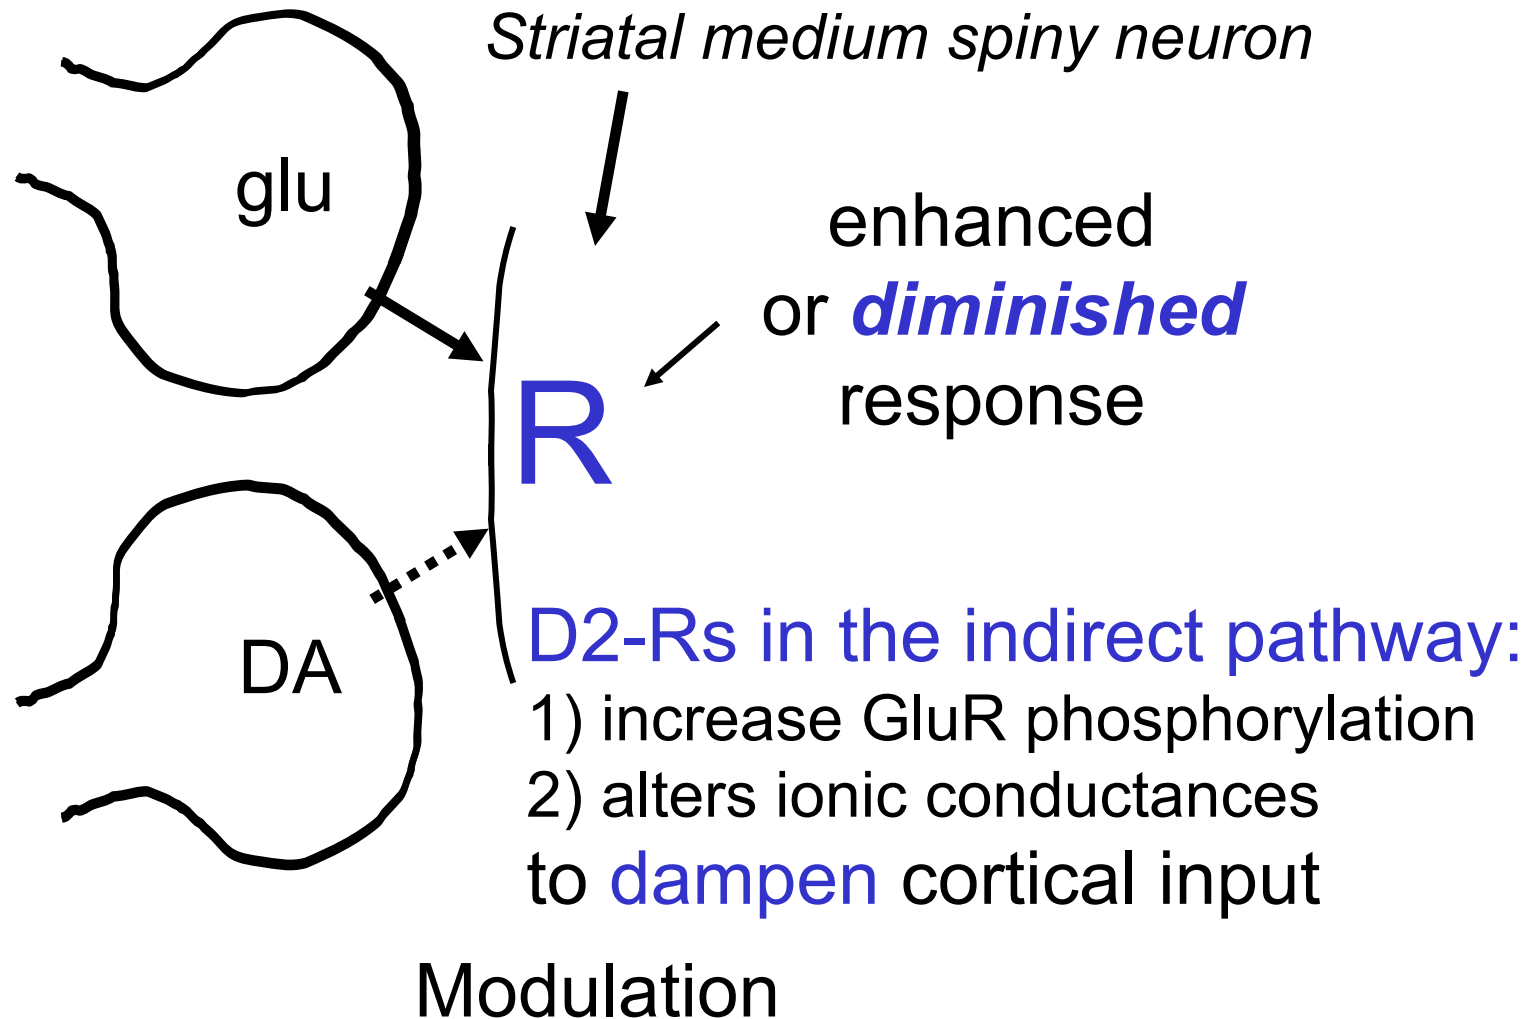 Striatal medium spiny neuron
glu
enhanced
or diminished
response
R
DA
D2-Rs in the indirect pathway:
1) increase GluR phosphorylation
2) alters ionic conductances
to dampen cortical input
Modulation